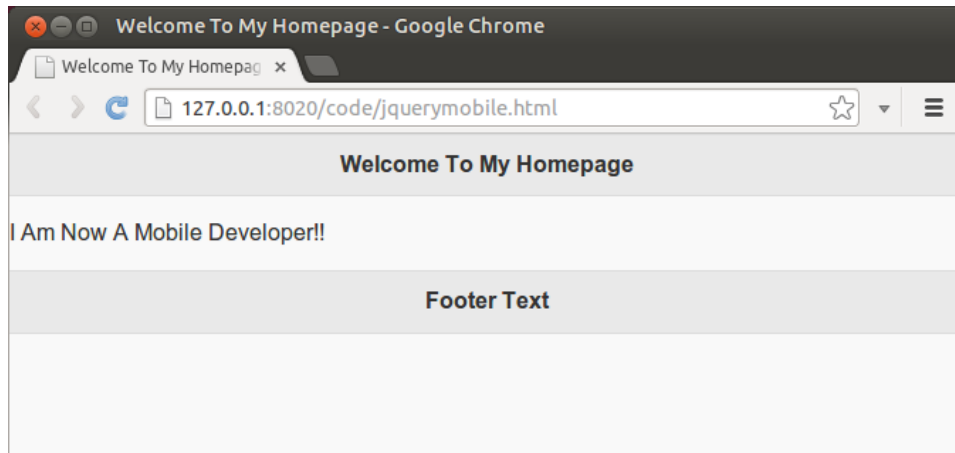 Welcome To My Homepage - Google Chrome
Welcome To My Homepag
127.0.0.1:8020/code/jquerymobile.html
Welcome To My Homepage
I Am Now A Mobile Developer!!
Footer Text